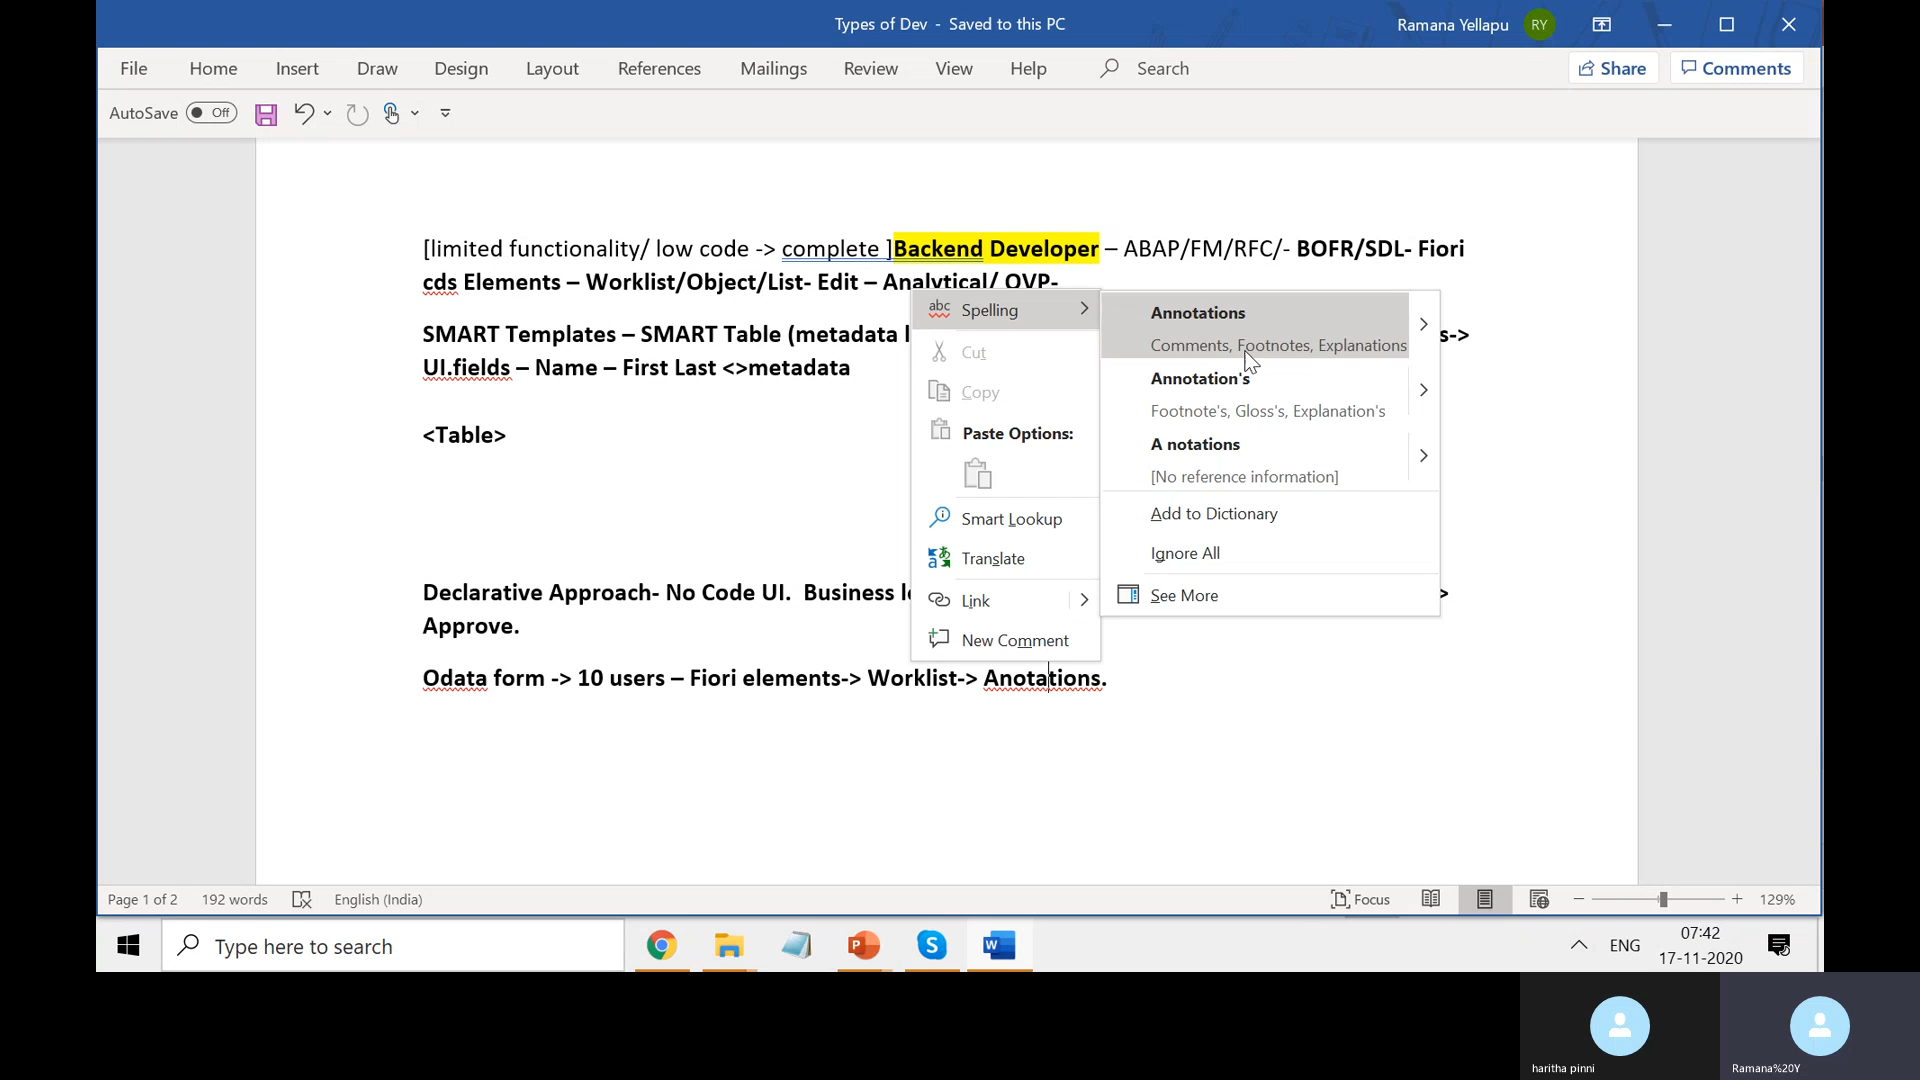 Types of Dev - Saved to this PC
Ramana Yellapu
RY
File Home Insert Draw Design Layout References Mailings Review View Help Search
Share Comments
AutoSave Off
[limited functionality/ low code -> complete ]Backend Developer – ABAP/FM/RFC/- BOFR/SDL- Fiori
cds Elements – Worklist/Object/List- Edit – Analytical/ OVP-
SMART Templates – SMART Table (metadata l
s->
UI.fields – Name – First Last <>metadata
<Table>
Declarative Approach- No Code UI. Business l
>
Approve.
Odata form -> 10 users – Fiori elements-> Worklist-> Anotations.
abc Spelling
Cut
Copy
Paste Options:
Smart Lookup
Translate
Link
New Comment
Annotations
Comments, Footnotes, Explanations
Annotation's
Footnote's, Gloss's, Explanation's
A notations
[No reference information]
Add to Dictionary
Ignore All
See More
Page 1 of 2 192 words English (India)
Focus 129%
Type here to search
P S W
ENG
07:42
17-11-2020
haritha pinni
Ramana%20Y